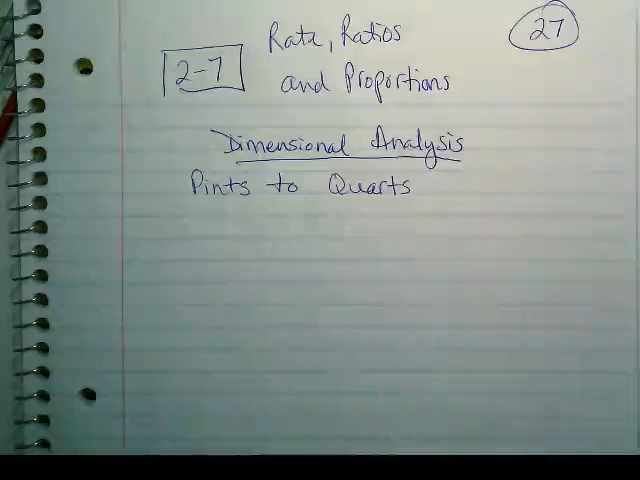 Rate, Ratios
27
2-7
and Proportions
Dimensional Analysis
Pints to Quarts